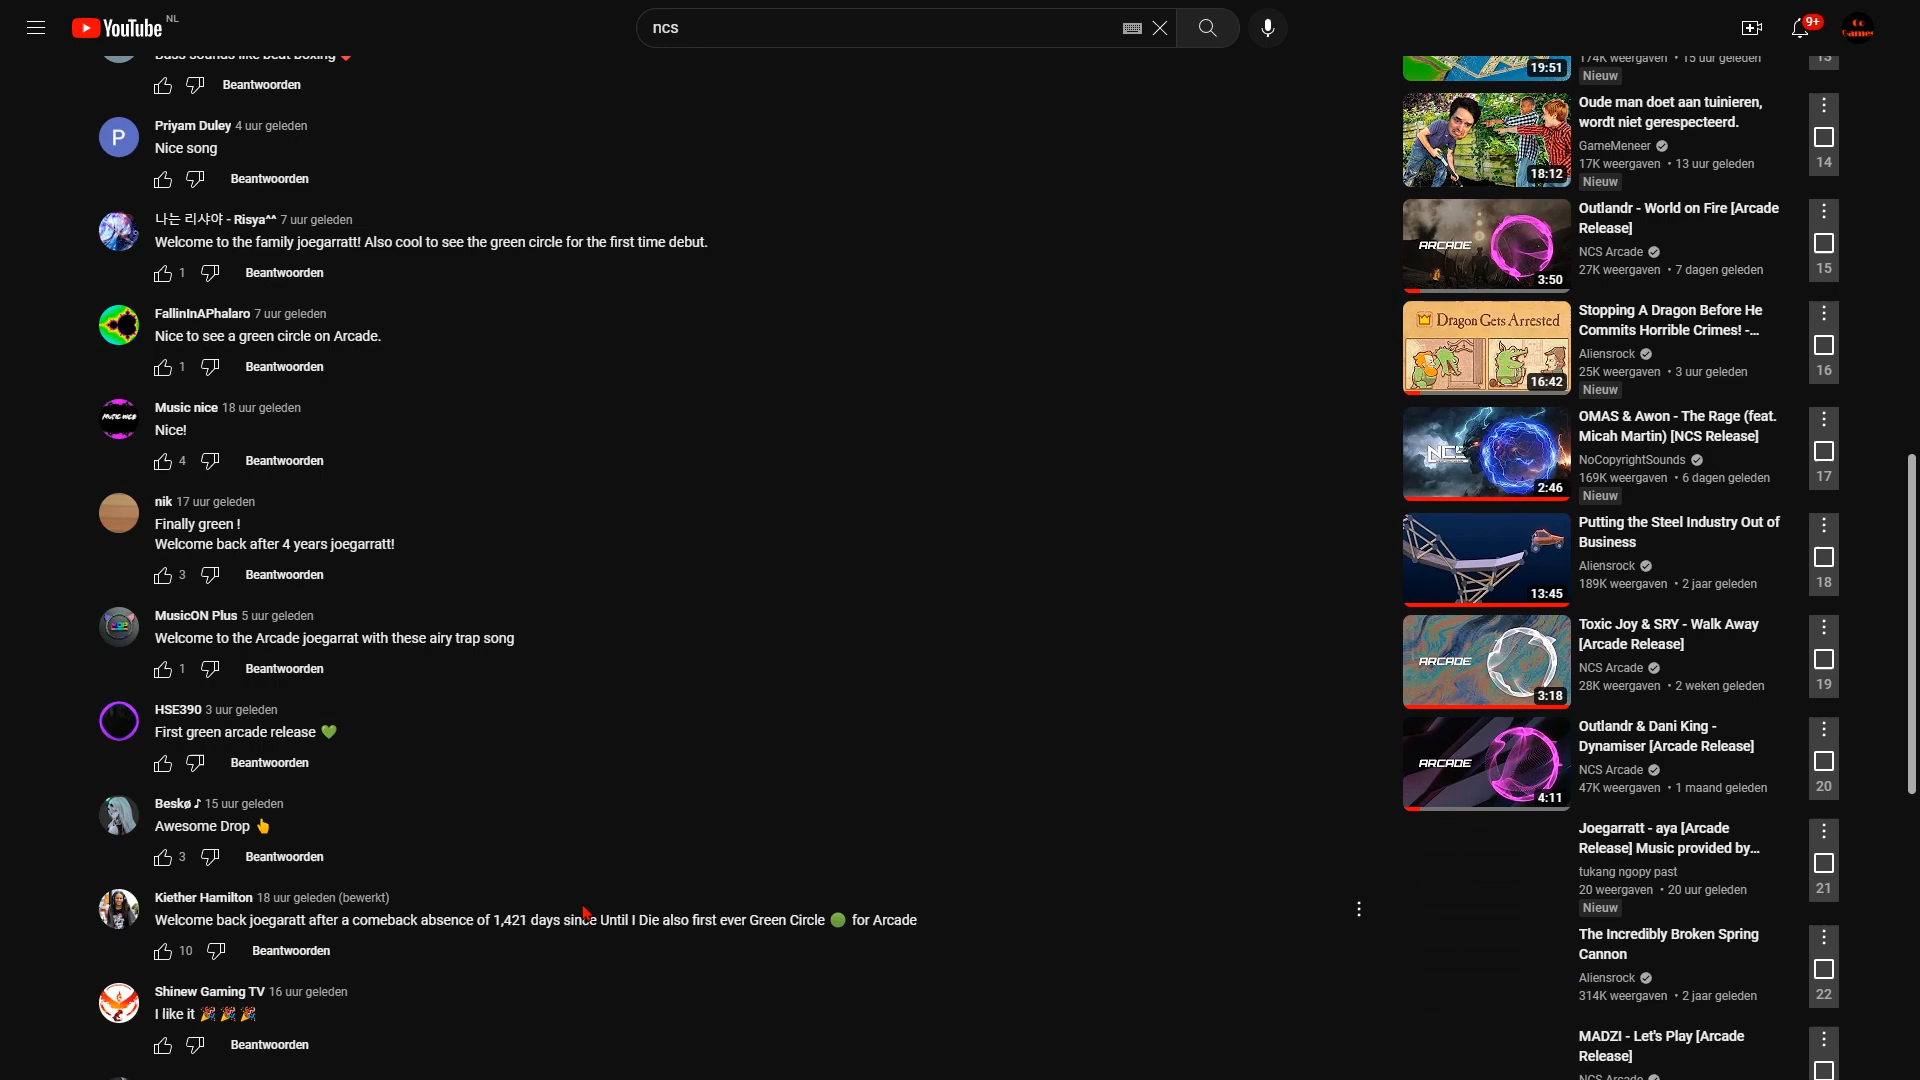 YouTube NL
ncs
9+
Bass sounds like beat boxing ❤️
Beantwoorden
P
Priyam Duley 4 uur geleden
Nice song
Beantwoorden
나는 리샤야 - Risya^^ 7 uur geleden
Welcome to the family joegarratt! Also cool to see the green circle for the first time debut.
1 Beantwoorden
FallinInAPhalaro 7 uur geleden
Nice to see a green circle on Arcade.
1 Beantwoorden
Music nice 18 uur geleden
Nice!
4 Beantwoorden
nik 17 uur geleden
Finally green !
Welcome back after 4 years joegarratt!
3 Beantwoorden
MusicON Plus 5 uur geleden
Welcome to the Arcade joegarrat with these airy trap song
1 Beantwoorden
HSE390 3 uur geleden
First green arcade release 💚
Beantwoorden
Beskø ♪ 15 uur geleden
Awesome Drop 👆
3 Beantwoorden
Kiether Hamilton 18 uur geleden (bewerkt)
Welcome back joegaratt after a comeback absence of 1,421 days since Until I Die also first ever Green Circle 🟢 for Arcade
10 Beantwoorden
Shinew Gaming TV 16 uur geleden
I like it 🎉 🎉 🎉
Beantwoorden
19:51
174K weergaven • 15 uur geleden
Nieuw
13
18:12
Oude man doet aan tuinieren,
wordt niet gerespecteerd.
GameMeneer
17K weergaven • 13 uur geleden
Nieuw
14
ARCADE
3:50
Outlandr - World on Fire [Arcade
Release]
NCS Arcade
27K weergaven • 7 dagen geleden
15
Dragon Gets Arrested
16:42
Stopping A Dragon Before He
Commits Horrible Crimes! -...
Aliensrock
25K weergaven • 3 uur geleden
Nieuw
16
NCS
2:46
OMAS & Awon - The Rage (feat.
Micah Martin) [NCS Release]
NoCopyrightSounds
169K weergaven • 6 dagen geleden
Nieuw
17
13:45
Putting the Steel Industry Out of
Business
Aliensrock
189K weergaven • 2 jaar geleden
18
ARCADE
3:18
Toxic Joy & SRY - Walk Away
[Arcade Release]
NCS Arcade
28K weergaven • 2 weken geleden
19
ARCADE
4:11
Outlandr & Dani King -
Dynamiser [Arcade Release]
NCS Arcade
47K weergaven • 1 maand geleden
20
Joegarratt - aya [Arcade
Release] Music provided by...
tukang ngopy past
20 weergaven • 20 uur geleden
Nieuw
21
The Incredibly Broken Spring
Cannon
Aliensrock
314K weergaven • 2 jaar geleden
22
MADZI - Let's Play [Arcade
Release]
NCS Arcade